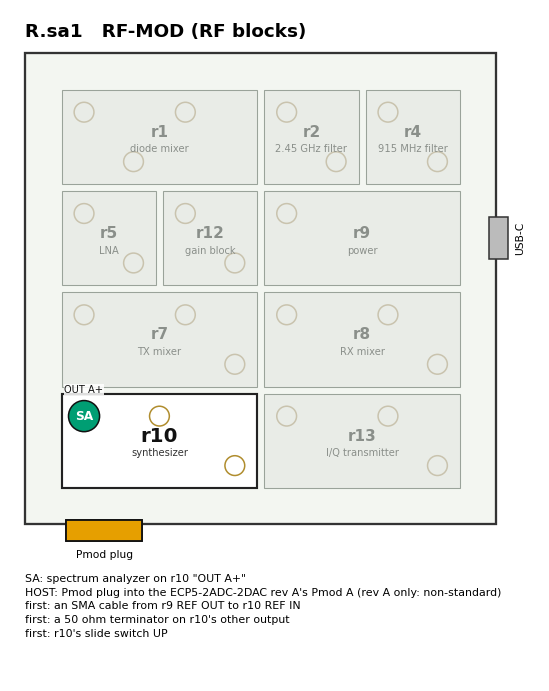 R.sa1 RF-MOD (RF blocks)
r1
diode mixer
r2
2.45 GHz filter
r4
915 MHz filter
r5
LNA
r12
gain block
r9
power
USB-C
r7
TX mixer
r8
RX mixer
OUT A+
SA
r10
synthesizer
r13
I/Q transmitter
Pmod plug
SA: spectrum analyzer on r10 "OUT A+"
HOST: Pmod plug into the ECP5-2ADC-2DAC rev A's Pmod A (rev A only: non-standard)
first: an SMA cable from r9 REF OUT to r10 REF IN
first: a 50 ohm terminator on r10's other output
first: r10's slide switch UP